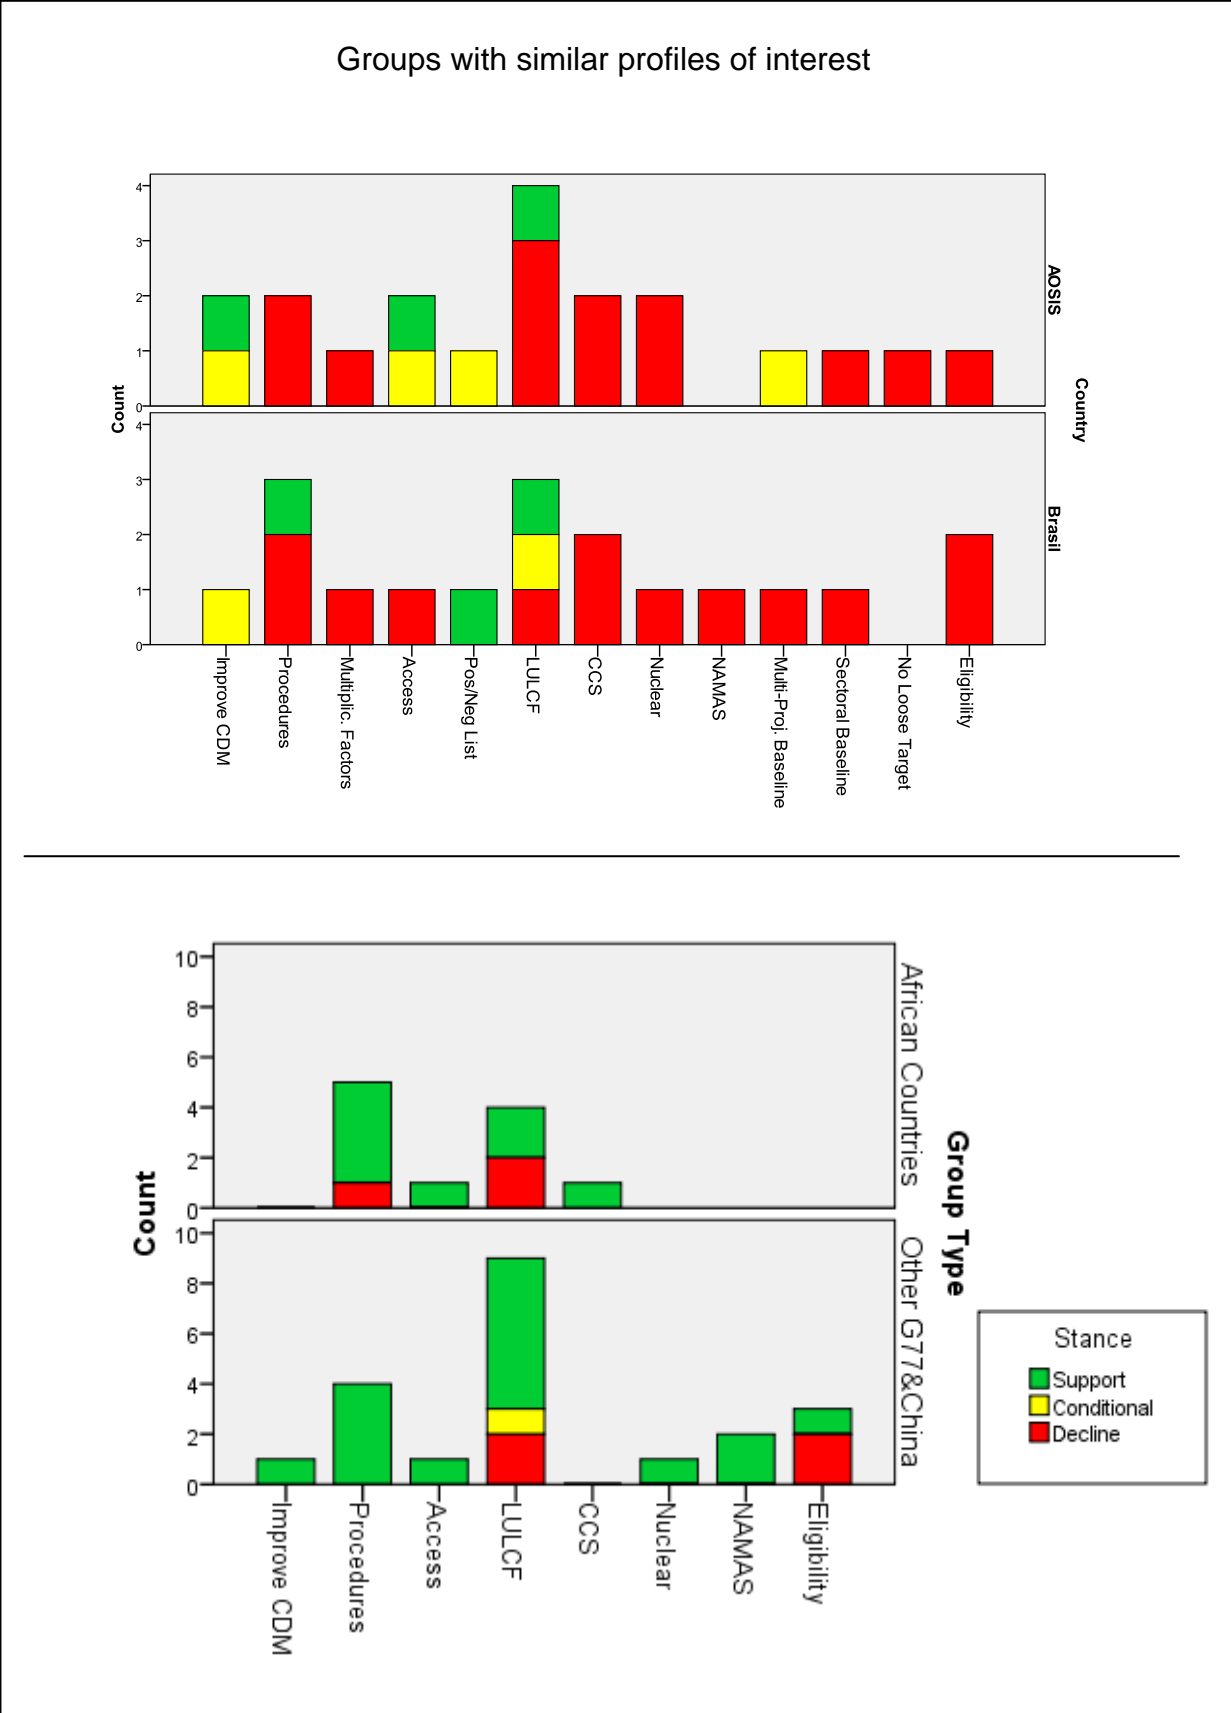 Groups with similar profiles of interest
4
3
2
1
0
AOSIS
Count
Country
4
3
2
1
0
Brasil
Improve CDM
Procedures
Multiplic. Factors
Access
Pos/Neg List
LULCF
CCS
Nuclear
NAMAS
Multi-Proj. Baseline
Sectoral Baseline
No Loose Target
Eligibility
10
8
6
4
2
0
African Countries
Count
Group Type
10
8
6
4
2
0
Other G77&China
Improve CDM
Procedures
Access
LULCF
CCS
Nuclear
NAMAS
Eligibility
Stance
Support
Conditional
Decline